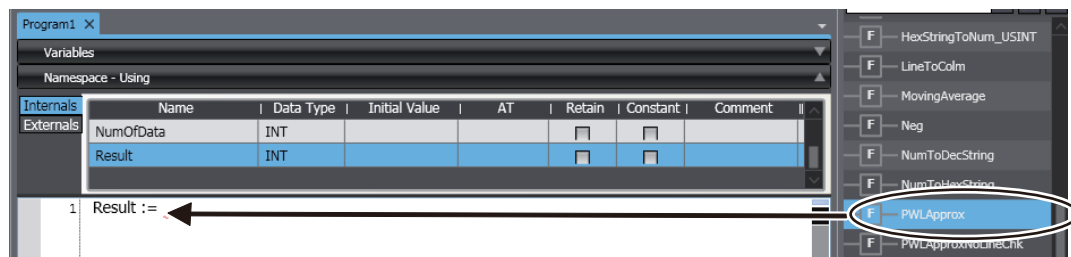 Program1 ×
Variables
Namespace - Using
Internals
Externals
Name | Data Type | Initial Value | AT | Retain | Constant | Comment
NumOfData INT
Result INT
1 Result :=
F HexStringToNum_USINT
F LineToColm
F MovingAverage
F Neg
F NumToDecString
F NumToHexString
F PWLApprox
F PWLApproxNoLineChk